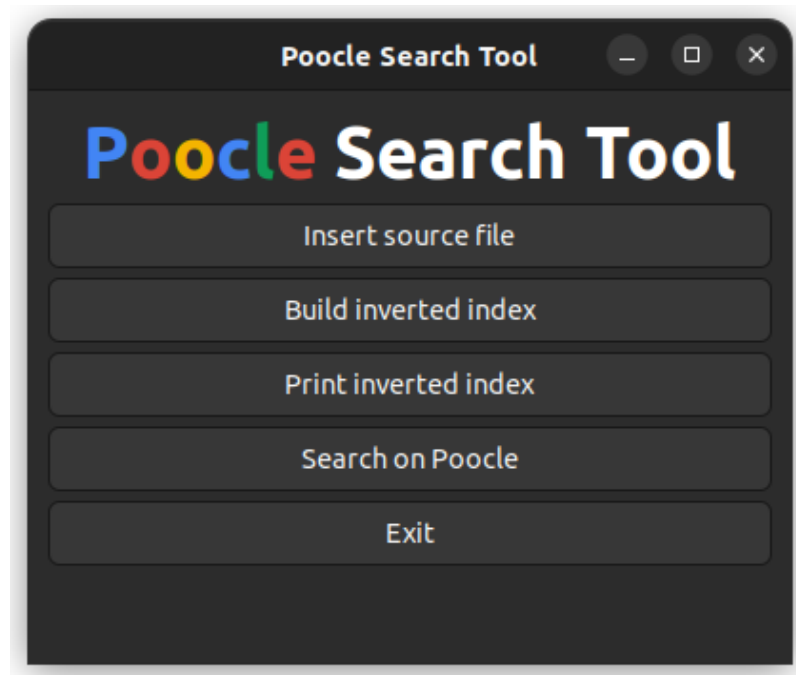 Poocle Search Tool
Poocle Search Tool
Insert source file
Build inverted index
Print inverted index
Search on Poocle
Exit